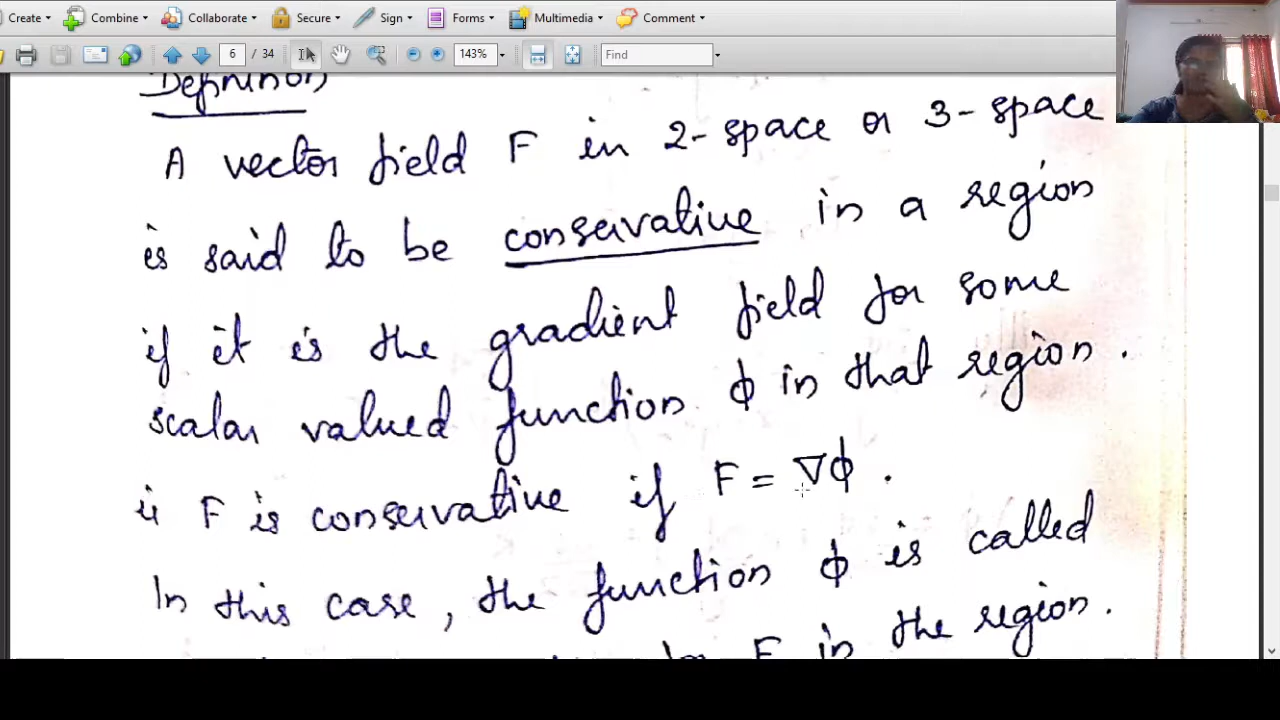 Create Combine Collaborate Secure Sign Forms Multimedia Comment
6 / 34 143% Find
Definition
A vector field F in 2-space or 3-space
is said to be conservative in a region
if it is the gradient field for some
scalar valued function ϕ in that region.
ie F is conservative if F = ∇ϕ.
In this case, the function ϕ is called
F in the region.